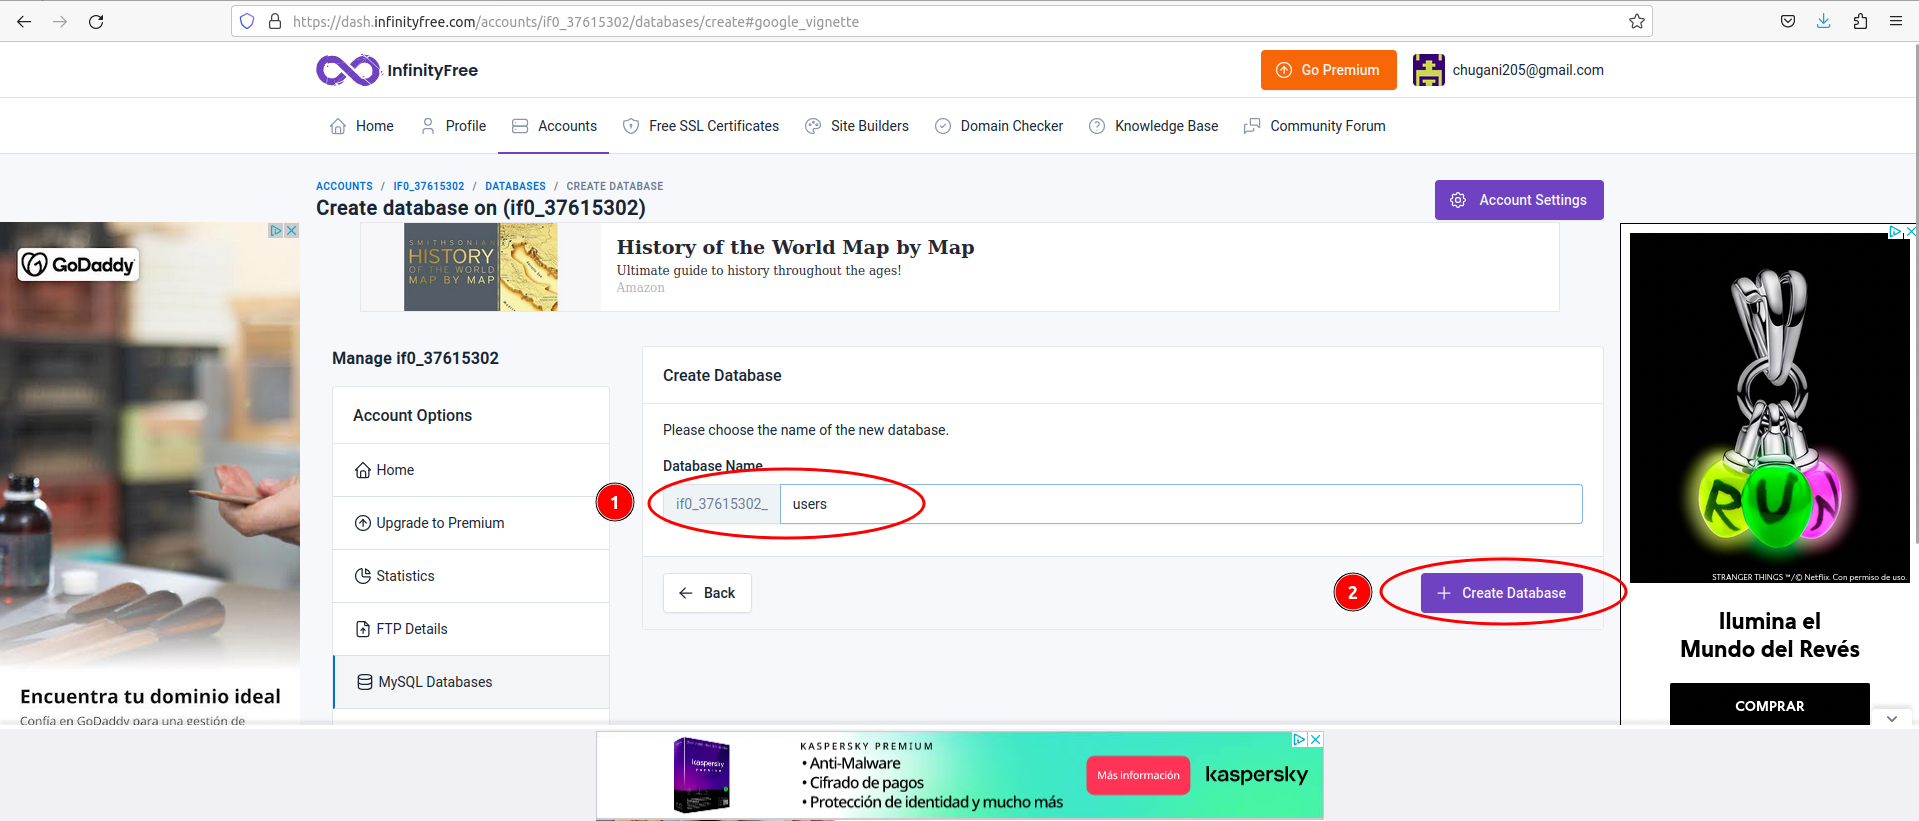 https://dash.infinityfree.com/accounts/if0_37615302/databases/create#google_vignette
InfinityFree
Go Premium
chugani205@gmail.com
Home
Profile
Accounts
Free SSL Certificates
Site Builders
Domain Checker
Knowledge Base
Community Forum
ACCOUNTS / IF0_37615302 / DATABASES / CREATE DATABASE
Create database on (if0_37615302)
Account Settings
GoDaddy
Encuentra tu dominio ideal
Confía en GoDaddy para una gestión de
SMITHSONIAN
HISTORY
OF THE WORLD
MAP BY MAP
History of the World Map by Map
Ultimate guide to history throughout the ages!
Amazon
Manage if0_37615302
Account Options
Home
Upgrade to Premium
Statistics
FTP Details
MySQL Databases
Create Database
Please choose the name of the new database.
Database Name
1
if0_37615302_ users
Back
2
Create Database
RUN
STRANGER THINGS ™/© Netflix. Con permiso de uso.
Ilumina el
Mundo del Revés
COMPRAR
kaspersky
PREMIUM
KASPERSKY PREMIUM
• Anti-Malware
• Cifrado de pagos
• Protección de identidad y mucho más
Más información
kaspersky